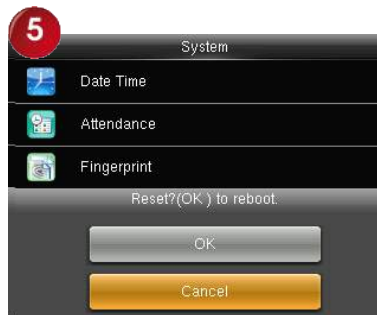 5
System
Date Time
Attendance
Fingerprint
Reset?(OK ) to reboot.
OK
Cancel